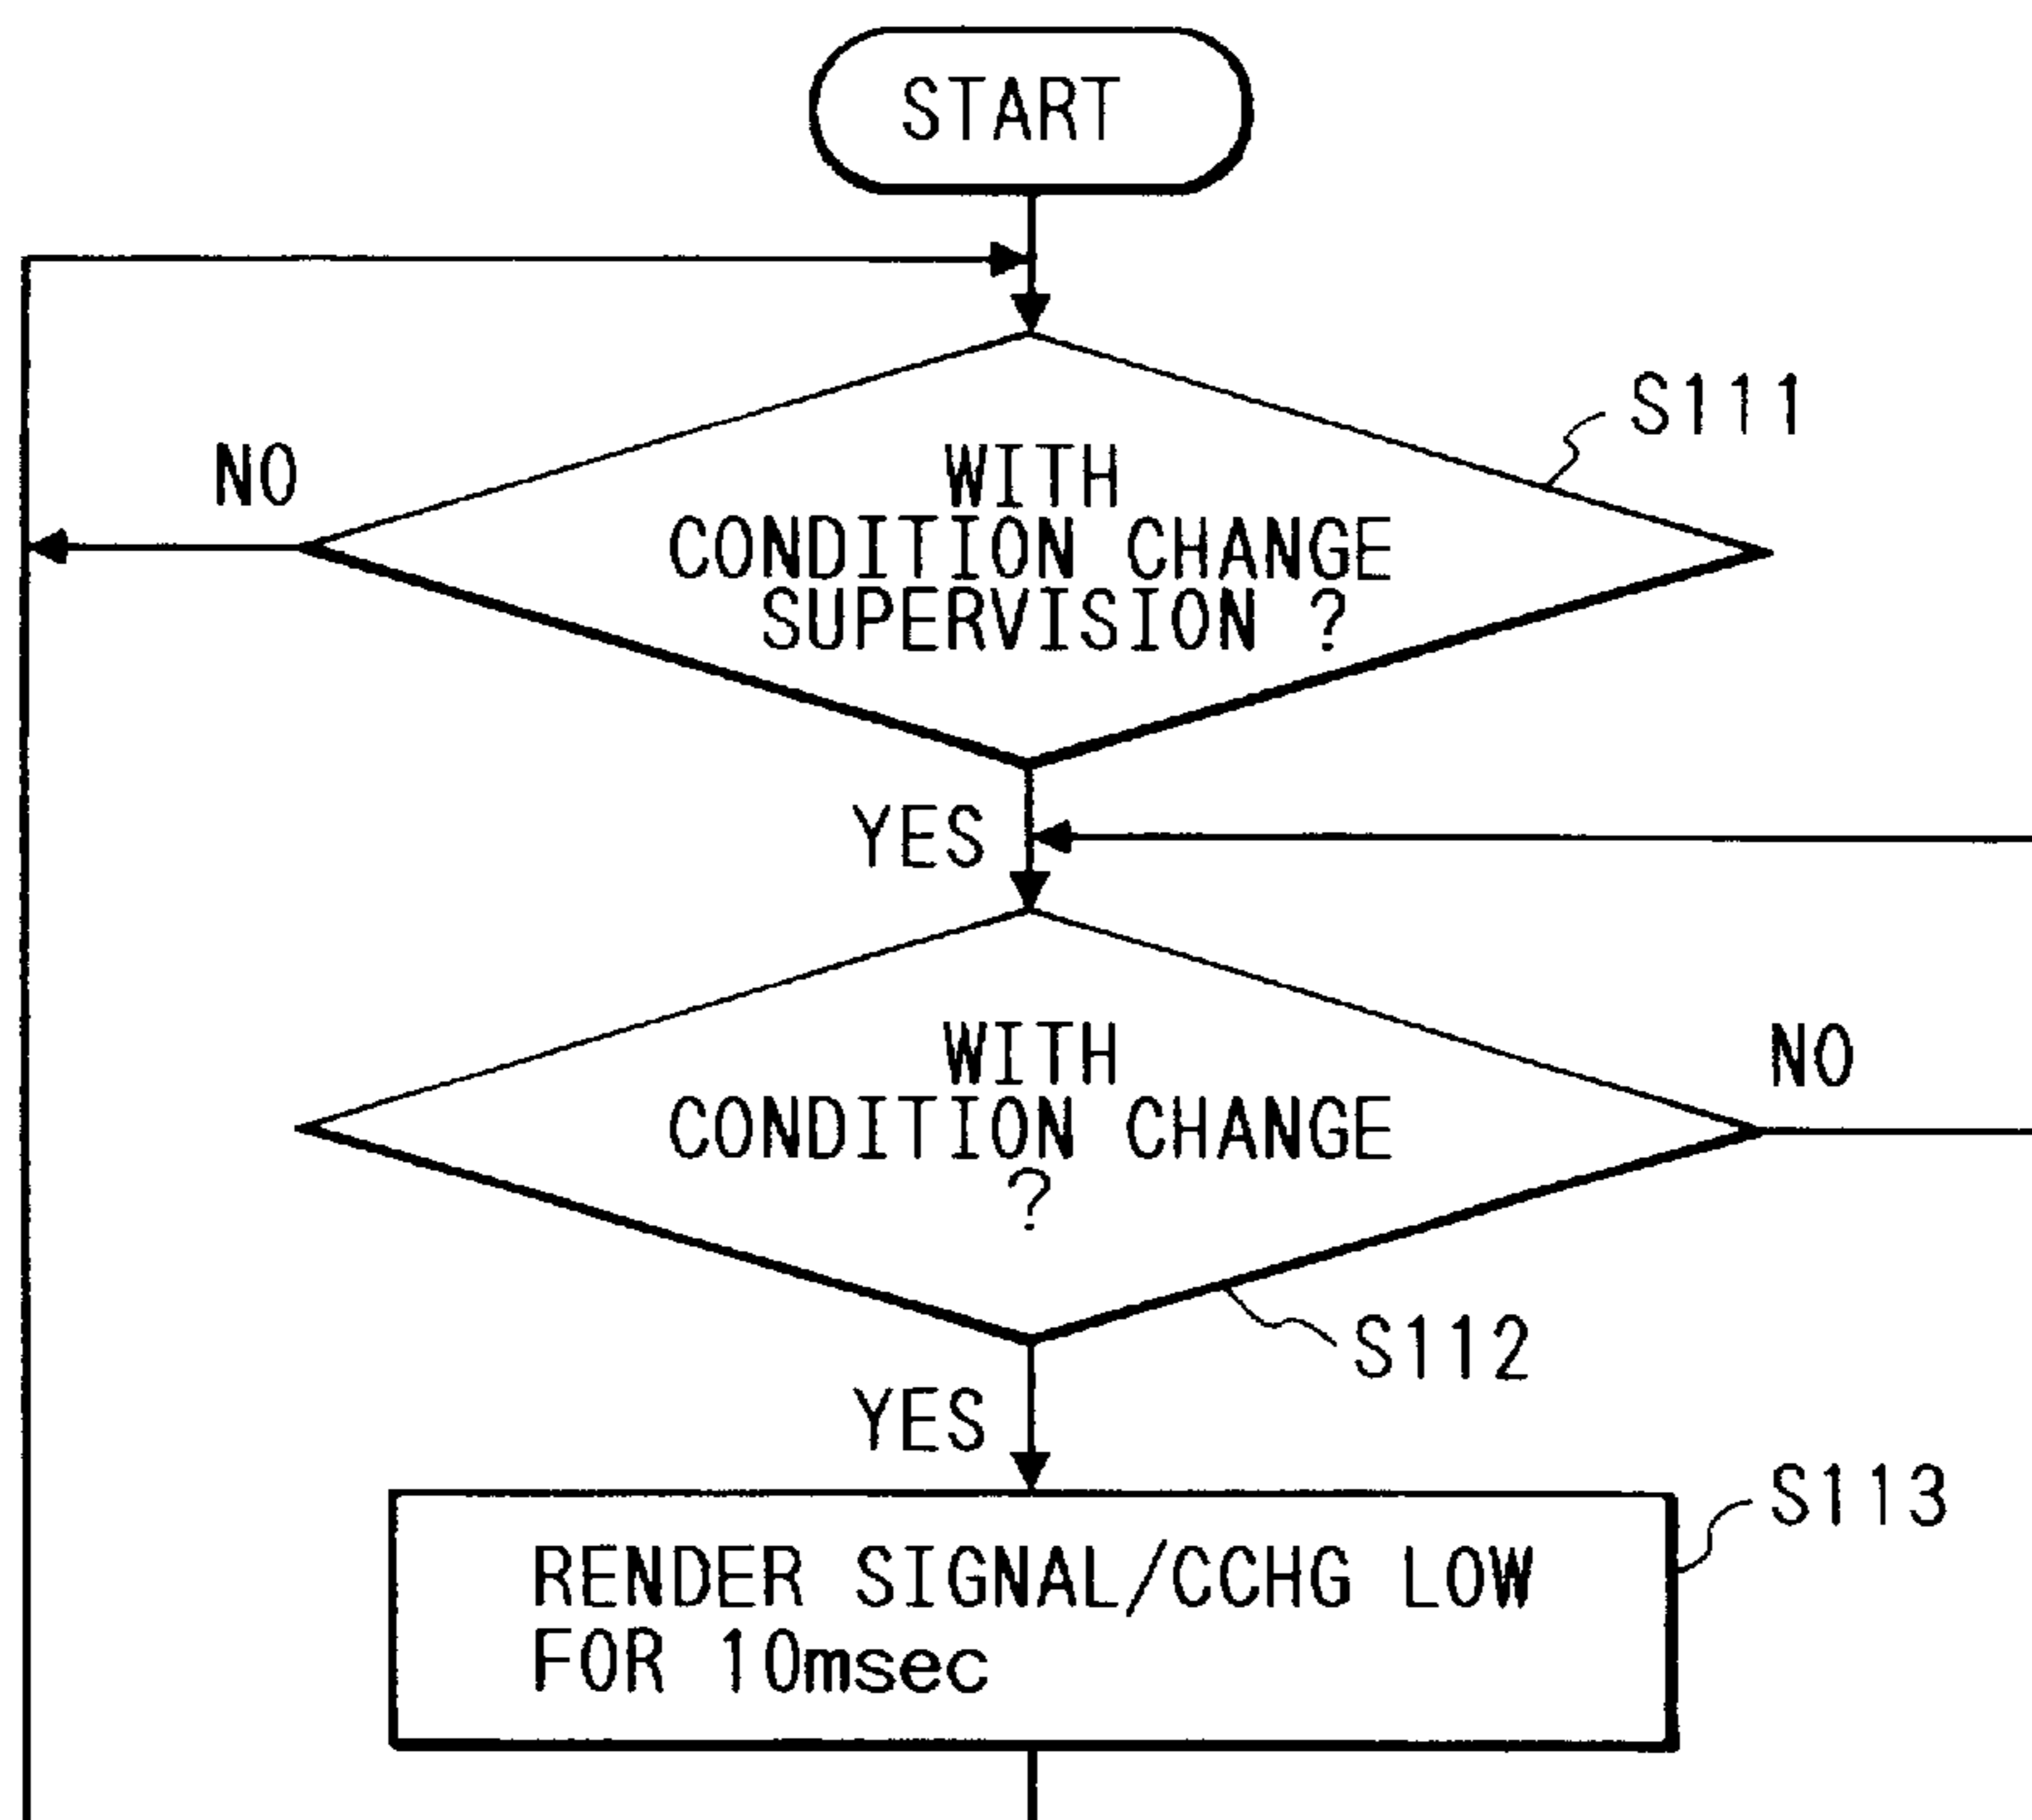 START
S111
NO
WITH
CONDITION CHANGE
SUPERVISION ?
YES
WITH
CONDITION CHANGE
?
NO
S112
YES
S113
RENDER SIGNAL/CCHG LOW
FOR 10msec